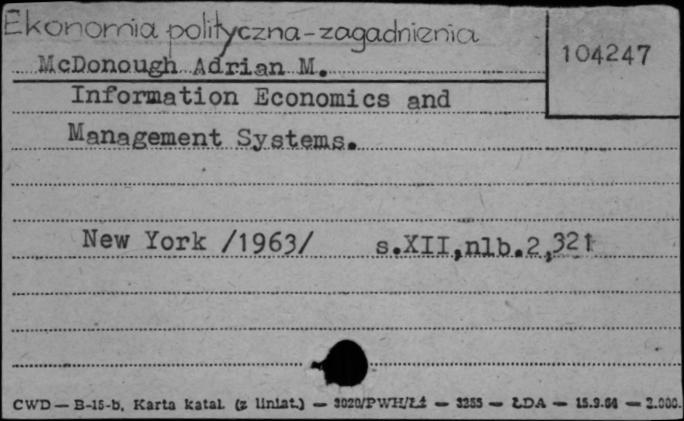 Ekonomia polityczna-zagadnienia
104247
McDonough Adrian M.
Information Economics and
Management Systems.
New York /1963/ s.XII,nlb.2,321
CWD — B-15-b, Karta katal. (z liniat.) — 3020/PWH/Łź — 3255 — ŁDA — 15.9.64 — 2.000.